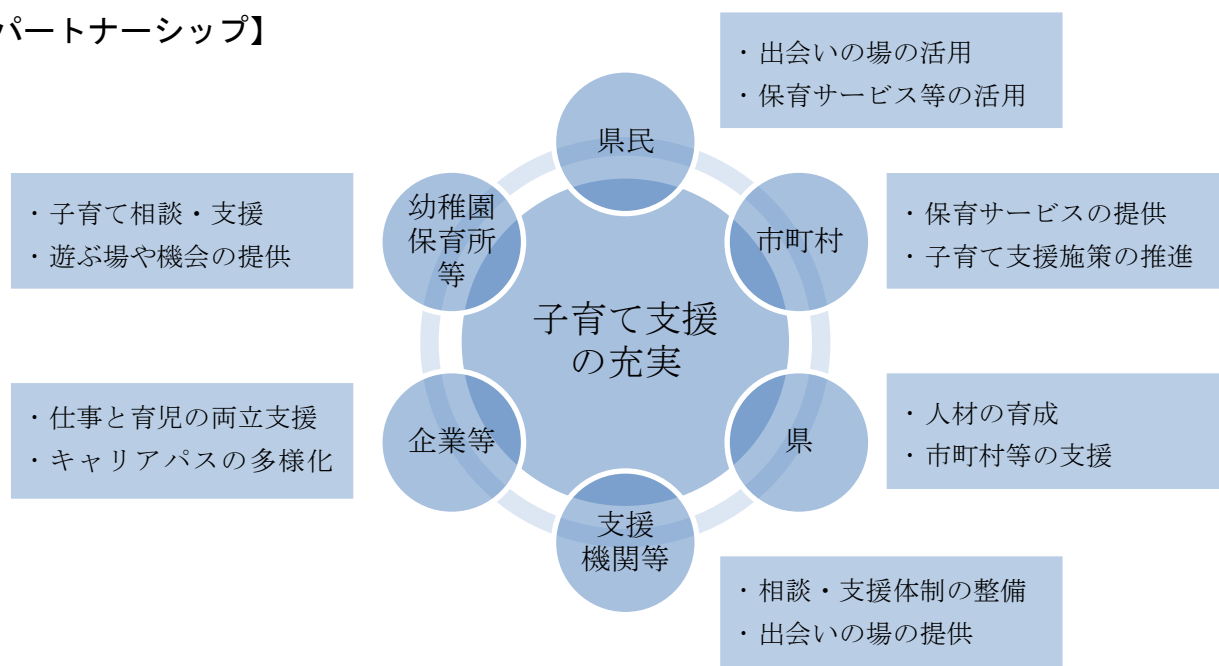 パートナーシップ】
・出会いの場の活用
・保育サービス等の活用
県民
・子育て相談・支援
・遊ぶ場や機会の提供
幼稚園
保育所
等
市町村
・保育サービスの提供
・子育て支援施策の推進
子育て支援
の充実
・仕事と育児の両立支援
・キャリアパスの多様化
企業等
県
・人材の育成
・市町村等の支援
支援
機関等
・相談・支援体制の整備
・出会いの場の提供